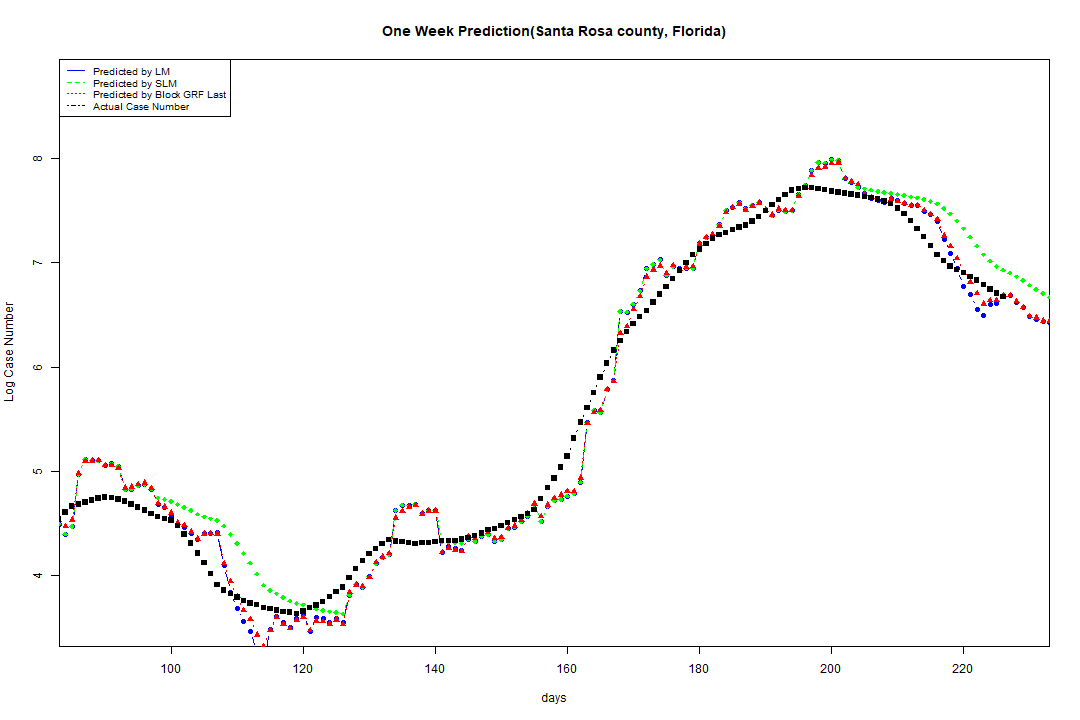 One Week Prediction(Santa Rosa county, Florida)
Predicted by LM
Predicted by SLM
Predicted by Block GRF Last
Actual Case Number
8
7
6
5
4
Log Case Number
100 120 140 160 180 200 220
days